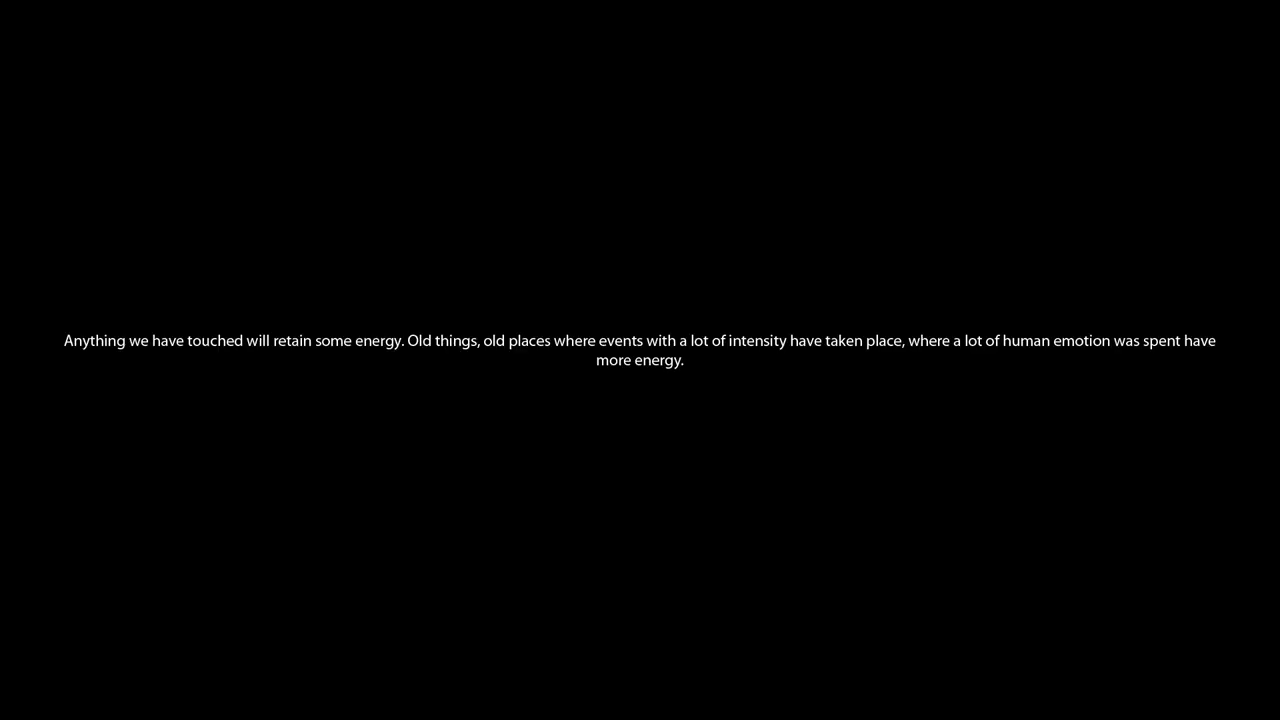 Anything we have touched will retain some energy. Old things, old places where events with a lot of intensity have taken place, where a lot of human emotion was spent have
more energy.